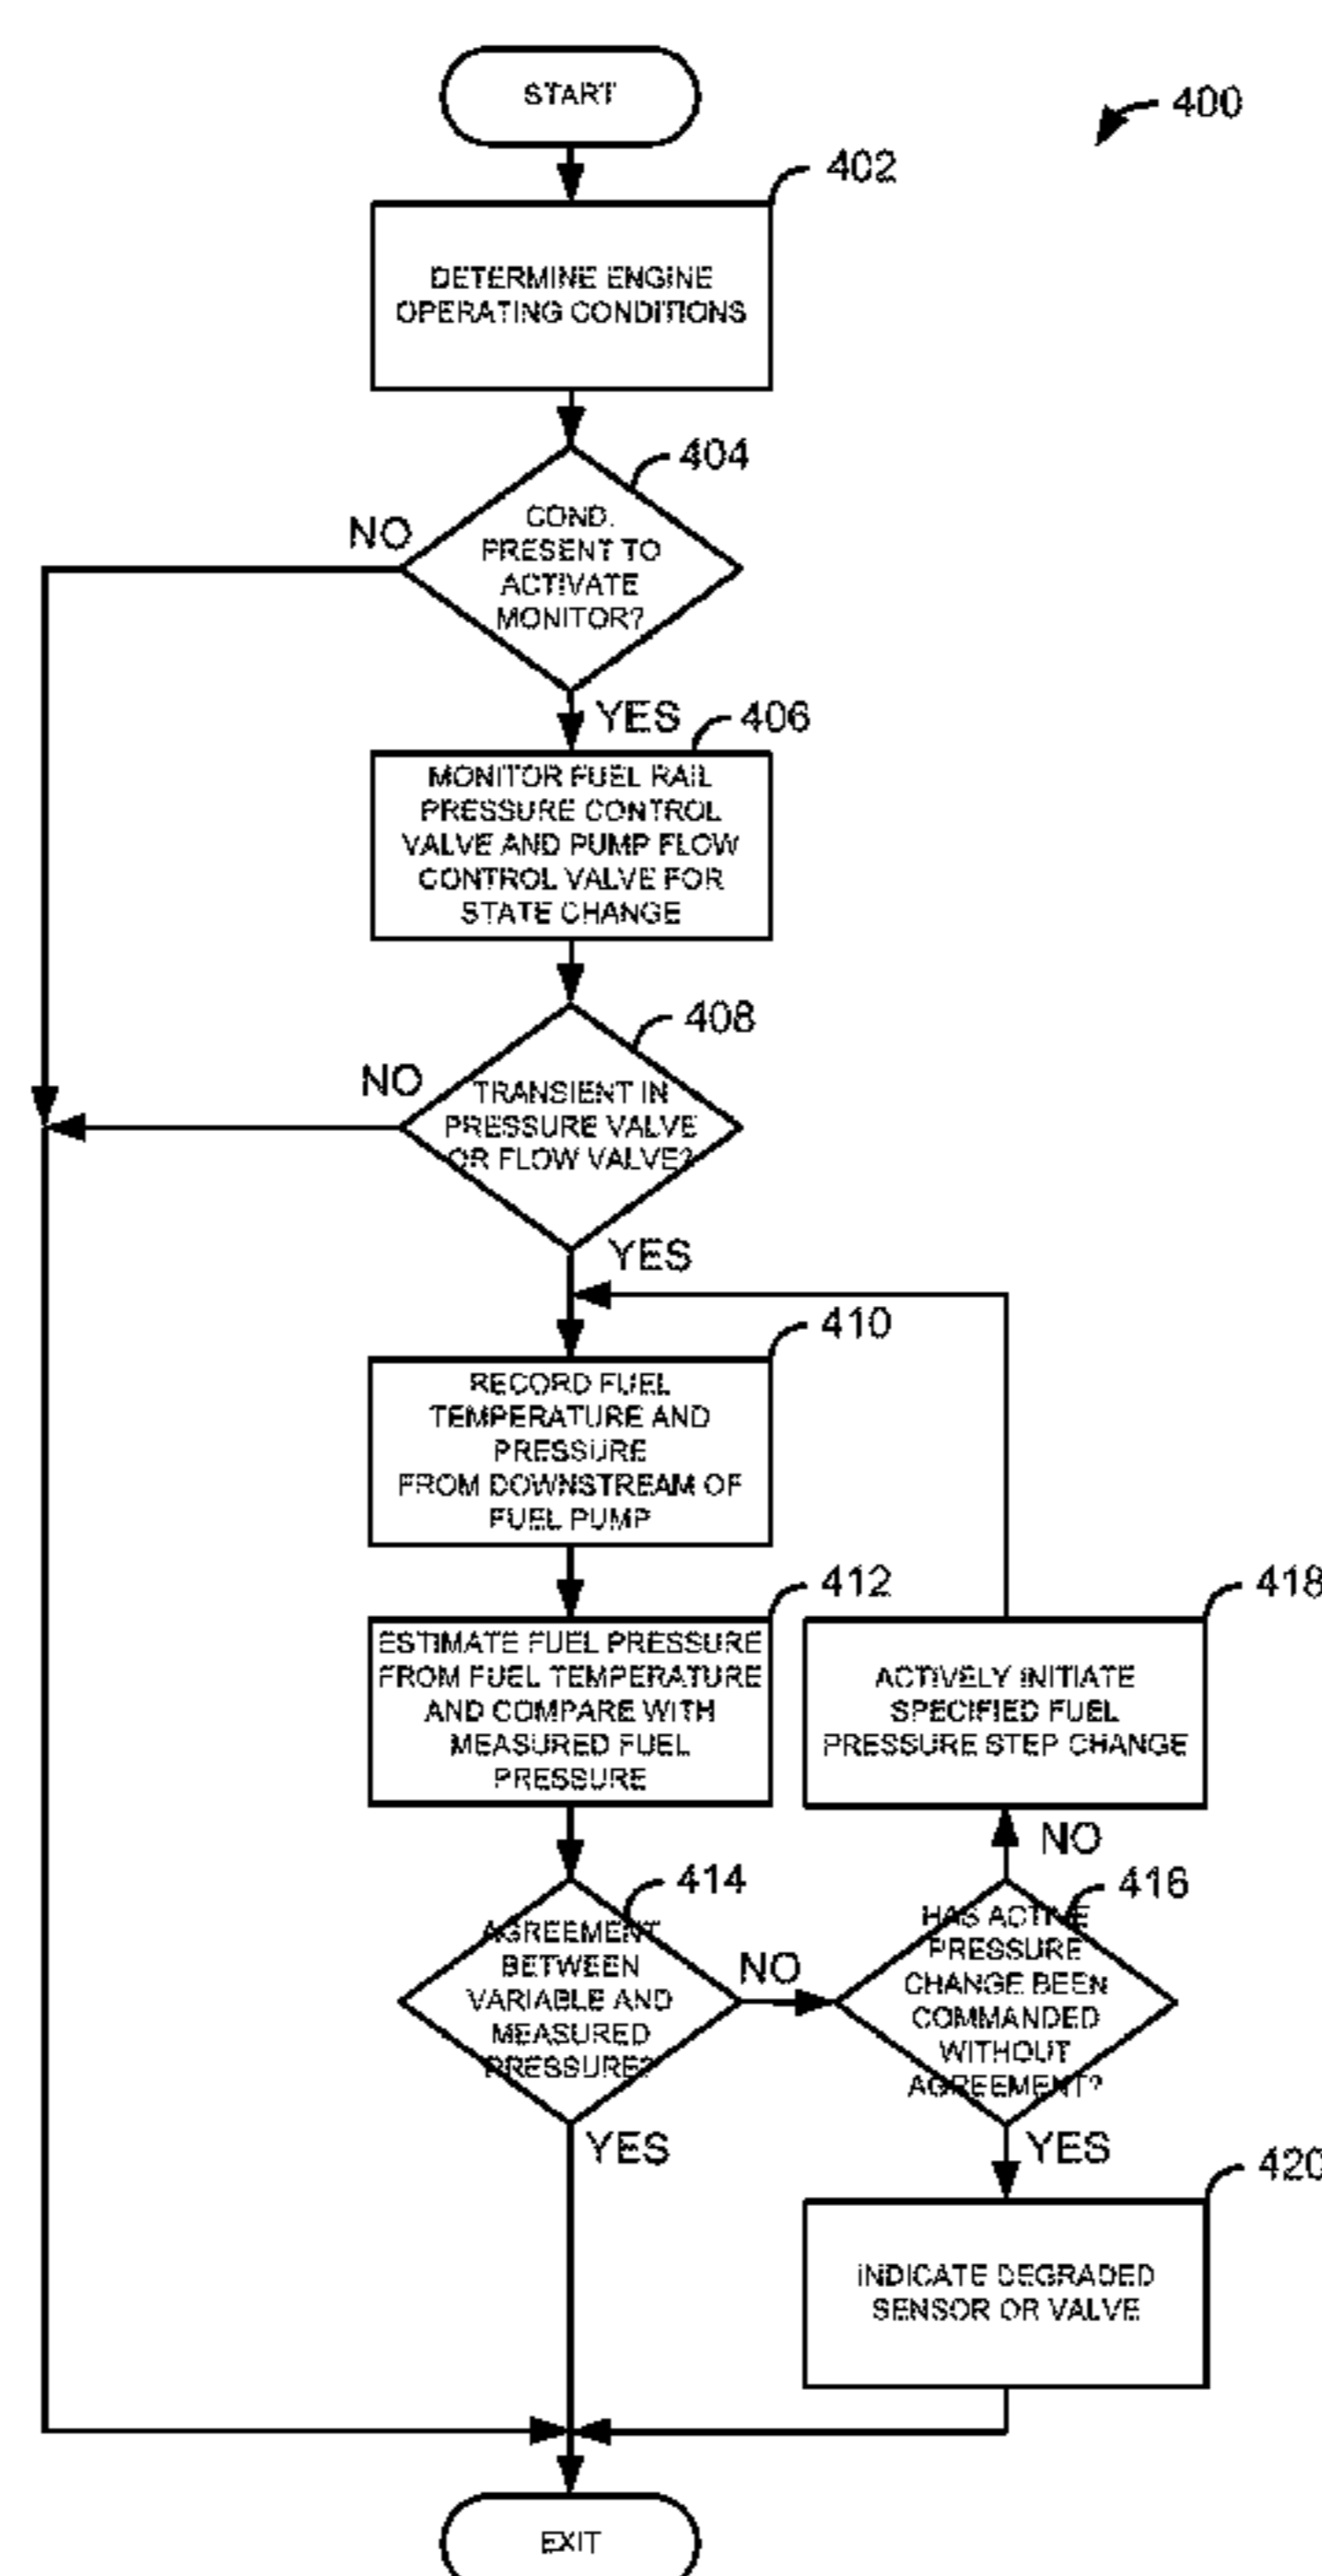 START
400
402
DETERMINE ENGINE
OPERATING CONDITIONS
404
NO
COND.
PRESENT TO
ACTIVATE
MONITOR?
YES
406
MONITOR FUEL RAIL
PRESSURE CONTROL
VALVE AND PUMP FLOW
CONTROL VALVE FOR
STATE CHANGE
408
NO
TRANSIENT IN
PRESSURE VALVE
OR FLOW VALVE?
YES
410
RECORD FUEL
TEMPERATURE AND
PRESSURE
FROM DOWNSTREAM OF
FUEL PUMP
412
ESTIMATE FUEL PRESSURE
FROM FUEL TEMPERATURE
AND COMPARE WITH
MEASURED FUEL
PRESSURE
418
ACTIVELY INITIATE
SPECIFIED FUEL
PRESSURE STEP CHANGE
NO
414
AGREEMENT
BETWEEN
VARIABLE AND
MEASURED
PRESSURE?
NO
416
HAS ACTIVE
PRESSURE
CHANGE BEEN
COMMANDED
WITHOUT
AGREEMENT?
YES
YES
420
INDICATE DEGRADED
SENSOR OR VALVE
EXIT